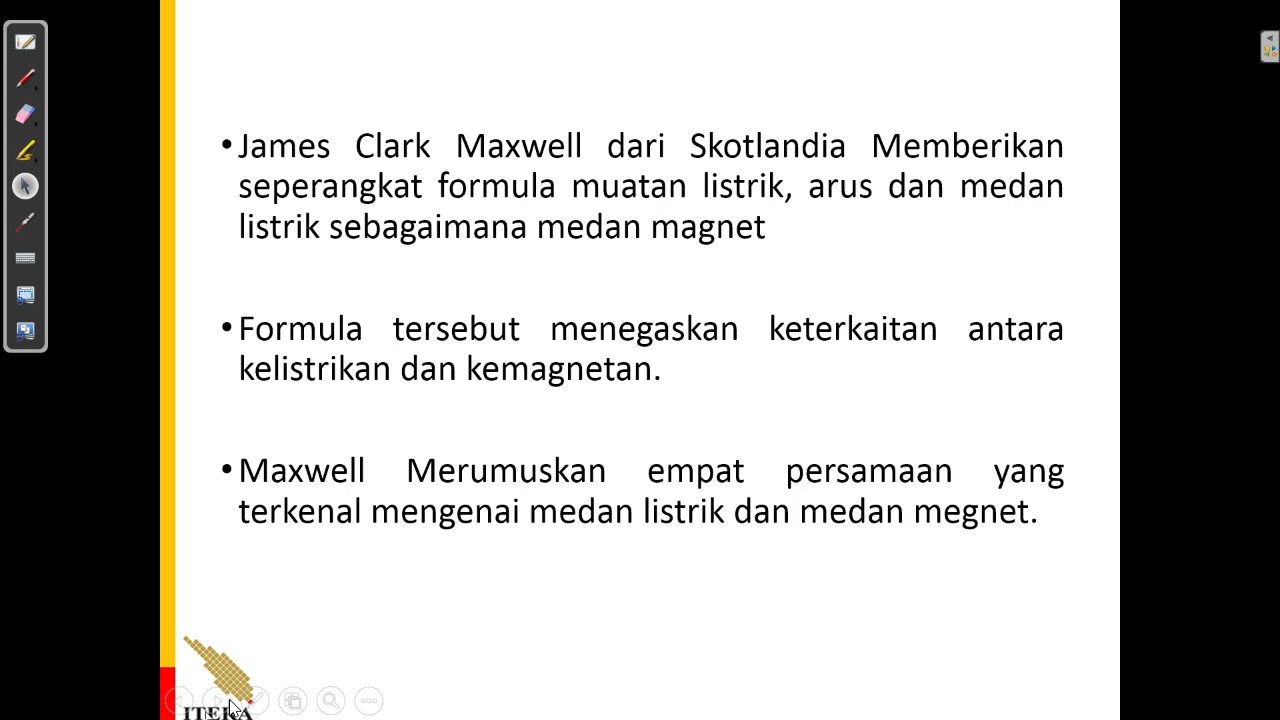 • James Clark Maxwell dari Skotlandia Memberikan
seperangkat formula muatan listrik, arus dan medan
listrik sebagaimana medan magnet
• Formula tersebut menegaskan keterkaitan antara
kelistrikan dan kemagnetan.
• Maxwell Merumuskan empat persamaan yang
terkenal mengenai medan listrik dan medan megnet.
ITERA